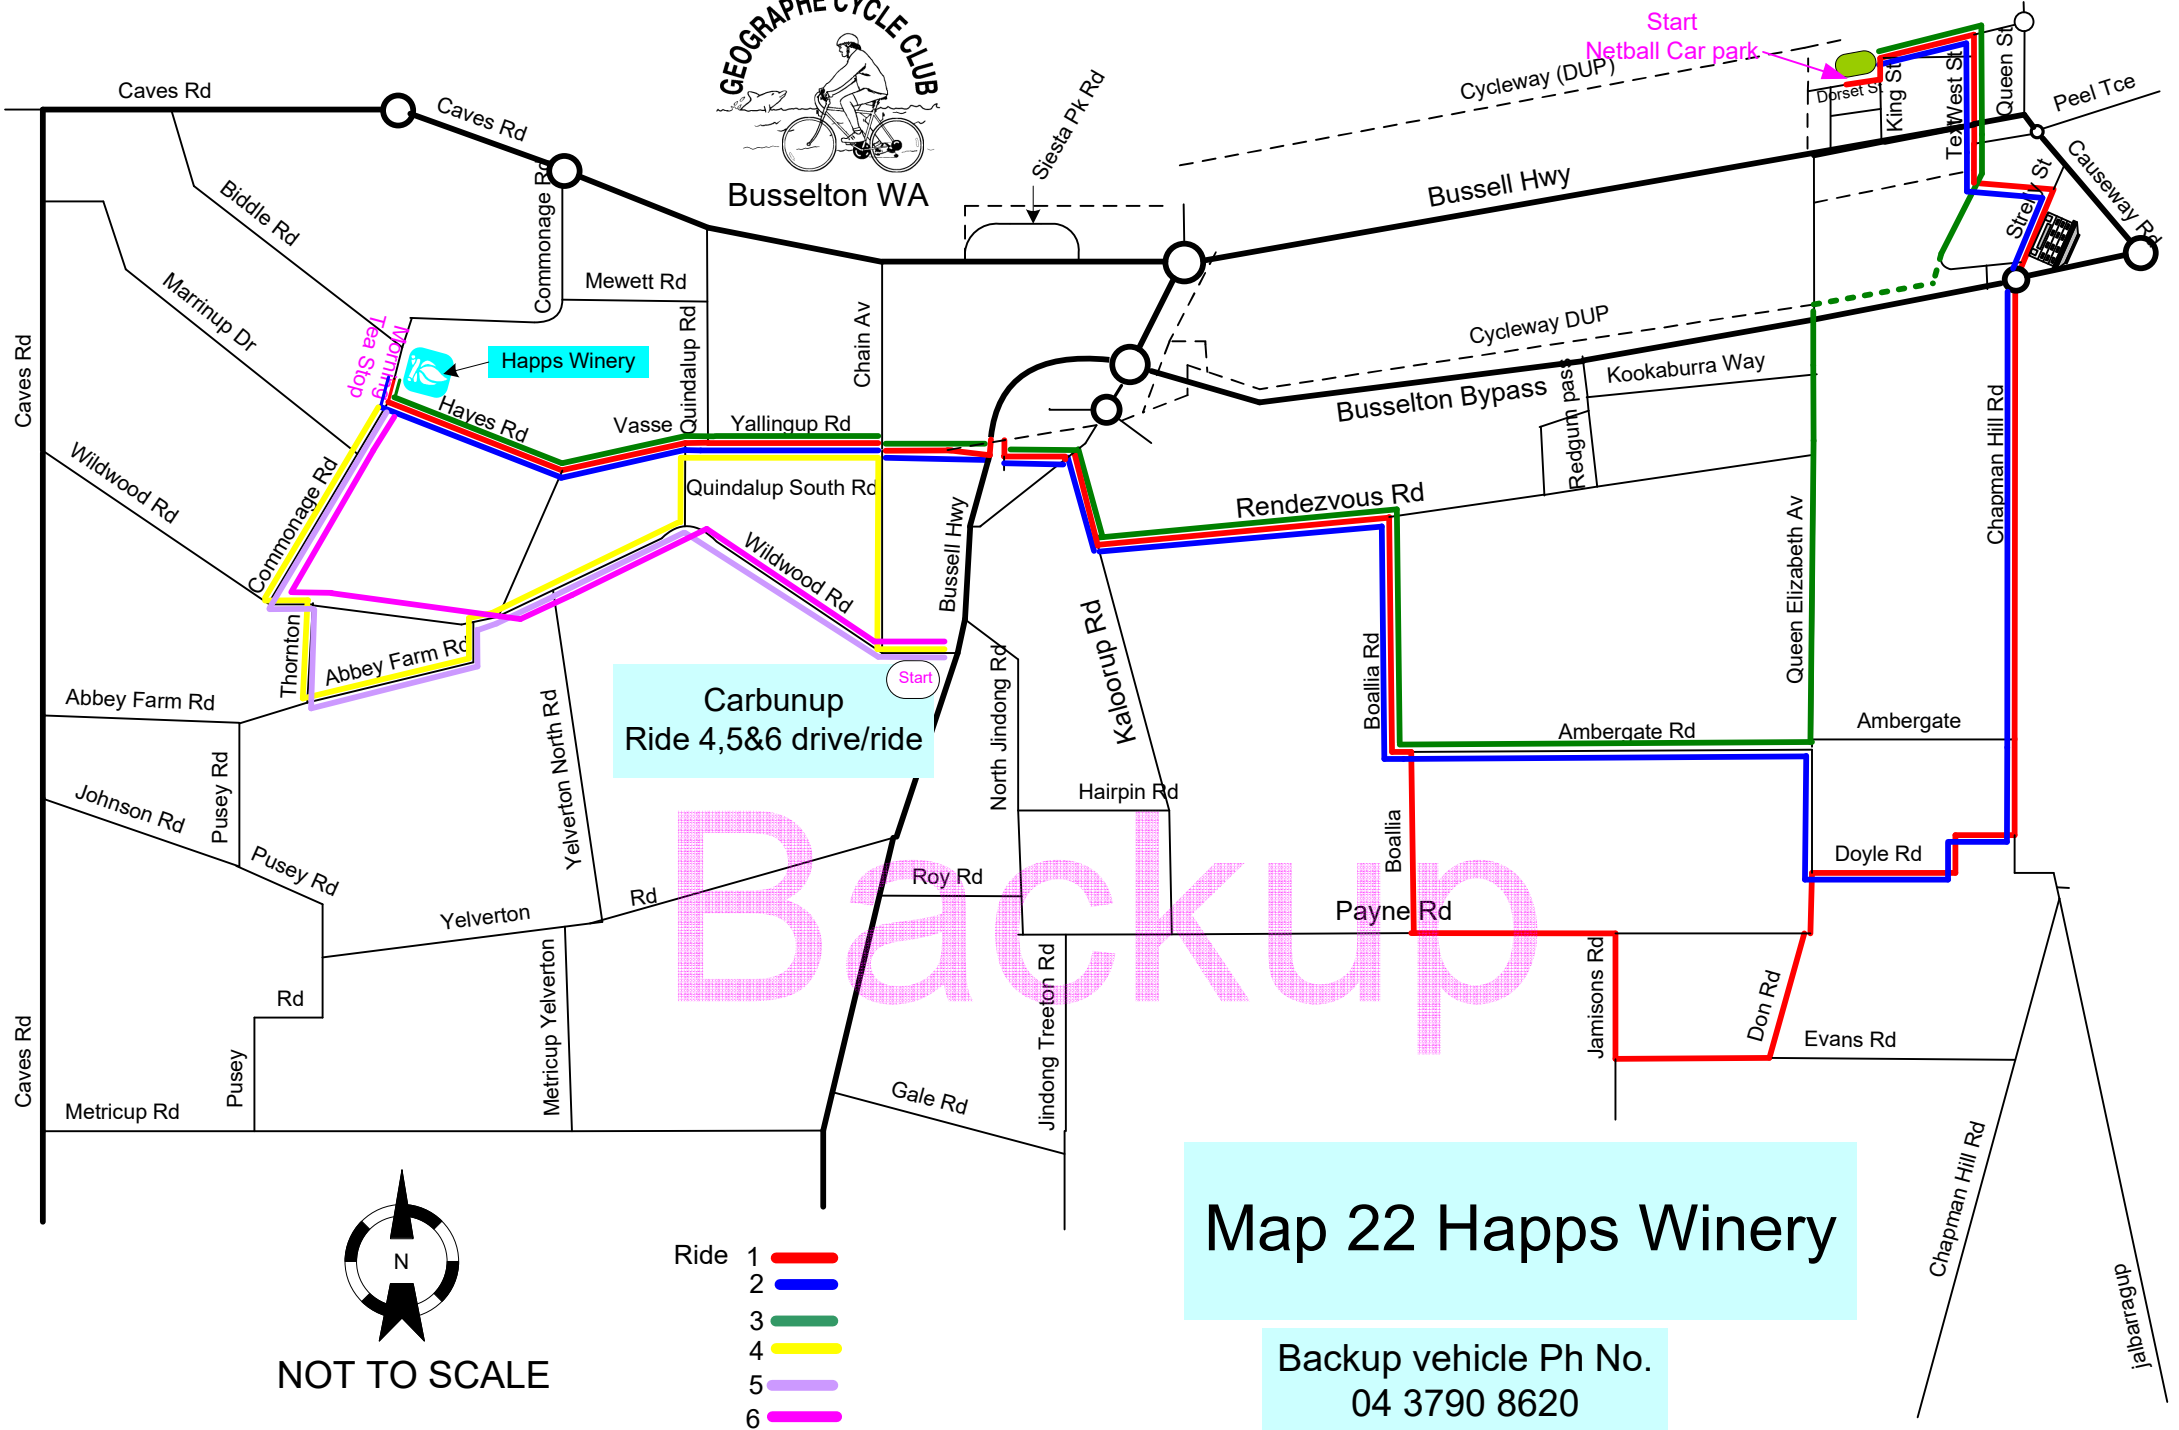 GEOGRAPHE CYCLE CLUB
Busselton WA
Start
Netball Car park
Cycleway (DUP)
Dorset St
King St
Text
West St
Queen St
Peel Tce
Causeway Rd
Strelly St
Siesta Pk Rd
Bussell Hwy
Caves Rd
Caves Rd
Biddle Rd
Commonage Rd
Mewett Rd
Marrinup Dr
Quindalup Rd
Chain Av
Cycleway DUP
Kookaburra Way
Busselton Bypass
Redgum pass
Morning
Tea Stop
Happs Winery
Hayes Rd
Vasse
Yallingup Rd
Caves Rd
Wildwood Rd
Commonage Rd
Quindalup South Rd
Wildwood Rd
Bussell Hwy
Rendezvous Rd
Chapman Hill Rd
Queen Elizabeth Av
Kaloorup Rd
Boallia Rd
Thornton
Abbey Farm Rd
Abbey Farm Rd
Start
Carbunup
Ride 4,5&6 drive/ride
North Jindong Rd
Ambergate Rd
Ambergate
Yelverton North Rd
Pusey Rd
Johnson Rd
Hairpin Rd
Boallia
Doyle Rd
Pusey Rd
Roy Rd
Yelverton
Rd
Payne Rd
Backup
Rd
Metricup Yelverton
Jindong Treeton Rd
Jamisons Rd
Don Rd
Evans Rd
Caves Rd
Pusey
Metricup Rd
Gale Rd
Chapman Hill Rd
jalbarragup
N
NOT TO SCALE
Ride 1
2
3
4
5
6
Map 22 Happs Winery
Backup vehicle Ph No.
04 3790 8620